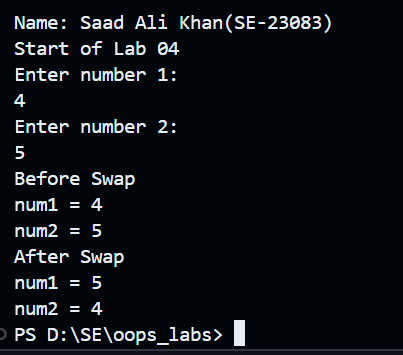 Name: Saad Ali Khan(SE-23083)
Start of Lab 04
Enter number 1:
4
Enter number 2:
5
Before Swap
num1 = 4
num2 = 5
After Swap
num1 = 5
num2 = 4
PS D:\SE\oops_labs>